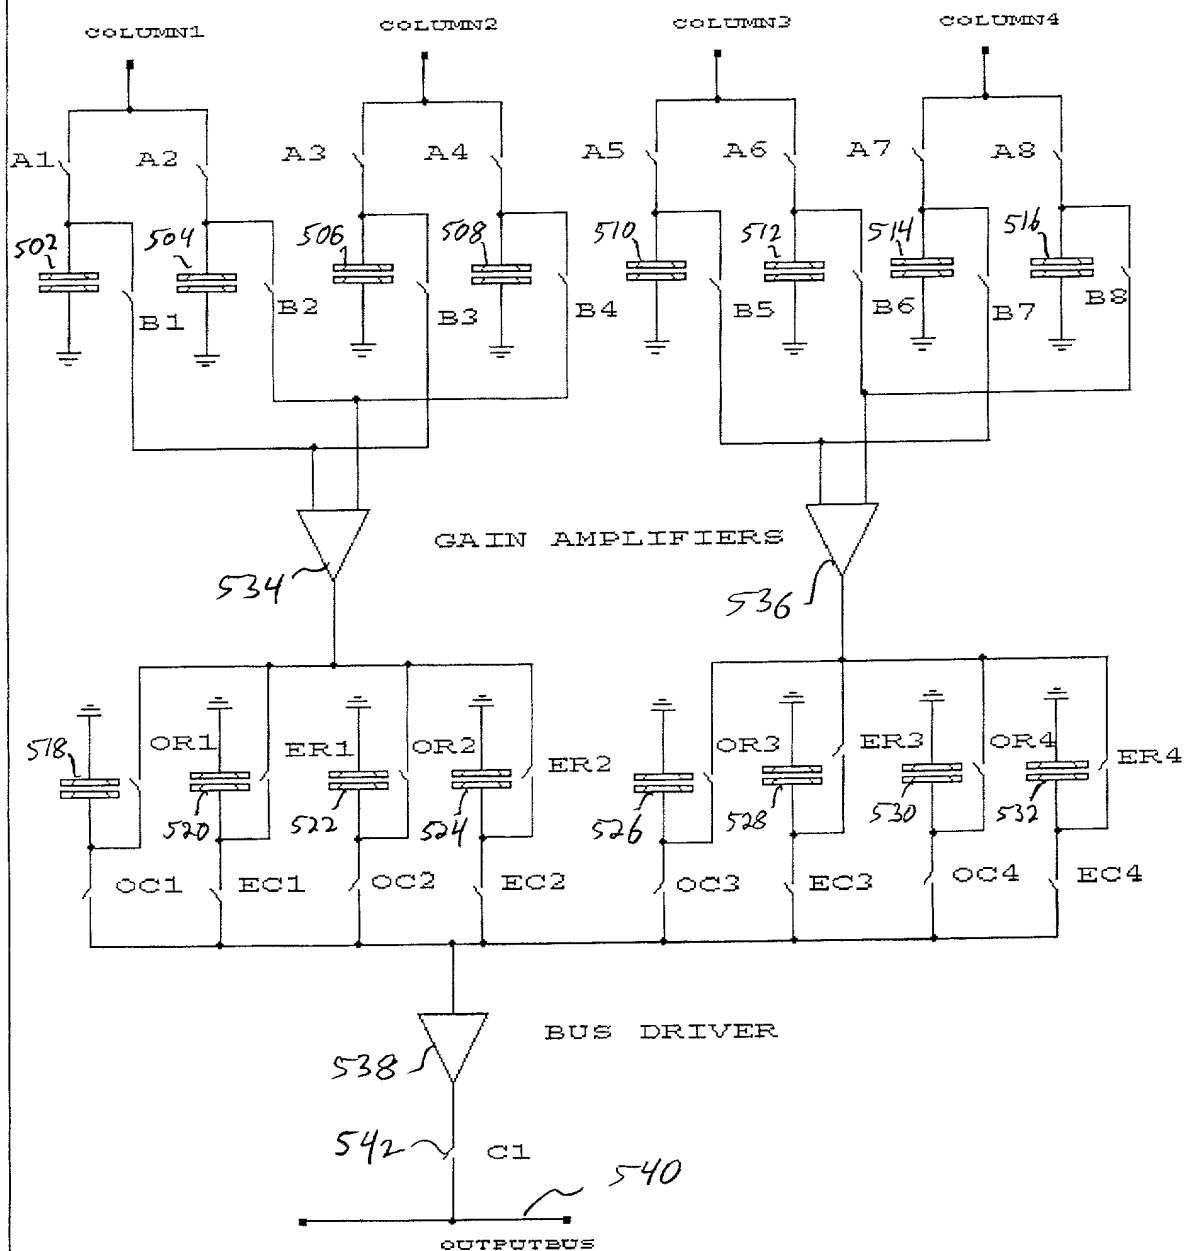 COLUMN1 COLUMN2 COLUMN3 COLUMN4
A1 A2 A3 A4 A5 A6 A7 A8
502 504 506 508 510 512 514 516
B1 B2 B3 B4 B5 B6 B7 B8
GAIN AMPLIFIERS
534 536
518 OR1 ER1 OR2 ER2 OR3 ER3 OR4 ER4
520 522 524 526 528 530 532
OC1 EC1 OC2 EC2 OC3 EC3 OC4 EC4
BUS DRIVER
538
542 C1
540
OUTPUTBUS